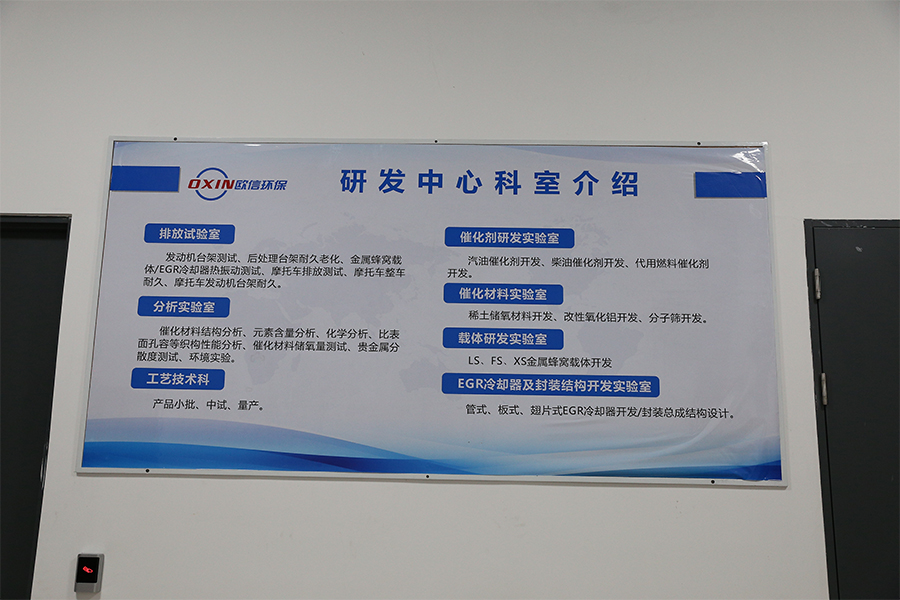 OXIN欧信环保
研发中心科室介绍
排放试验室
发动机台架测试、后处理台架耐久老化、金属蜂窝载
体/EGR冷却器热振动测试、摩托车排放测试、摩托车整车
耐久、摩托车发动机台架耐久。
分析实验室
催化材料结构分析、元素含量分析、化学分析、比表
面孔容等织构性能分析、催化材料储氧量测试、贵金属分
散度测试、环境实验。
工艺技术科
产品小批、中试、量产。
催化剂研发实验室
汽油催化剂开发、柴油催化剂开发、代用燃料催化剂
开发。
催化材料实验室
稀土储氧材料开发、改性氧化铝开发、分子筛开发。
载体研发实验室
LS、FS、XS金属蜂窝载体开发
EGR冷却器及封装结构开发实验室
管式、板式、翅片式EGR冷却器开发/封装总成结构设计。